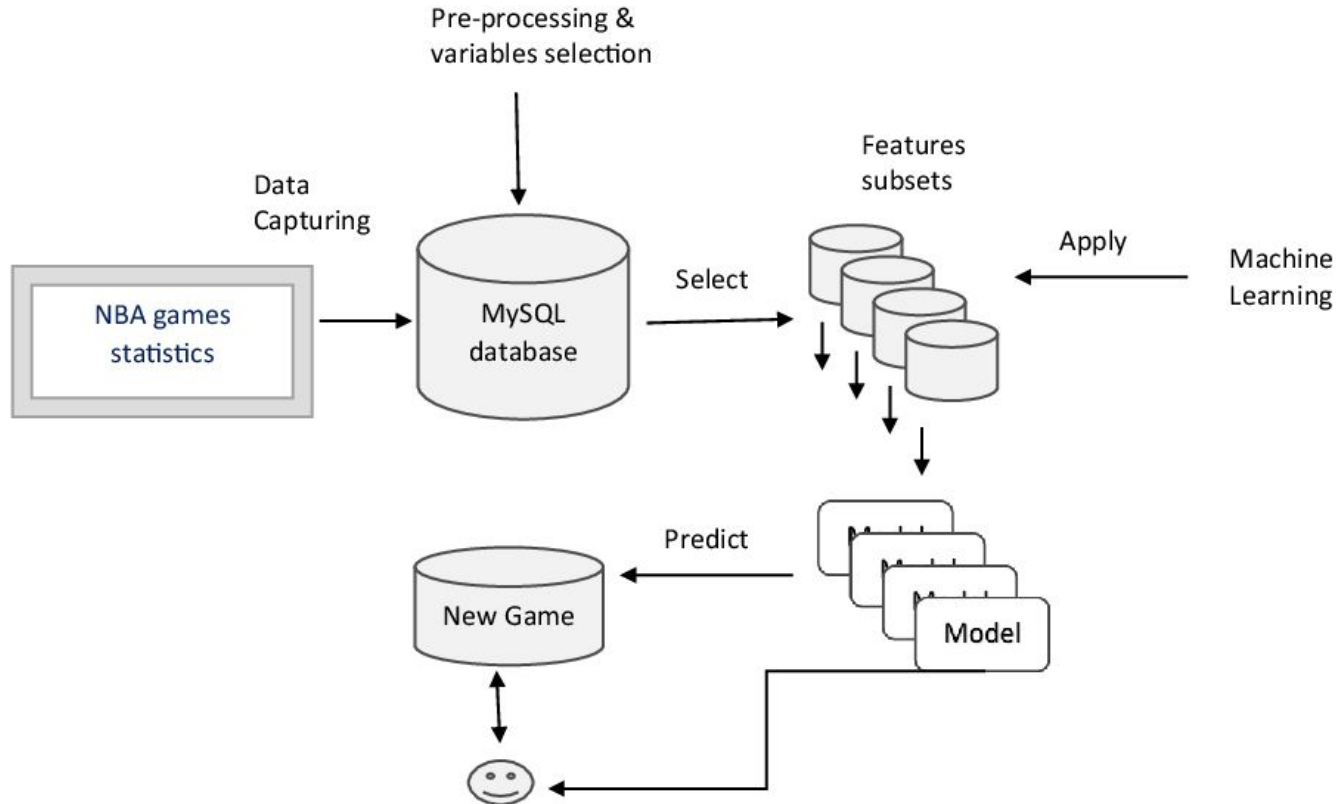 Pre-processing &
variables selection
Data
Capturing
NBA games
statistics
MySQL
database
Select
Features
subsets
Apply
Machine
Learning
Predict
New Game
Model